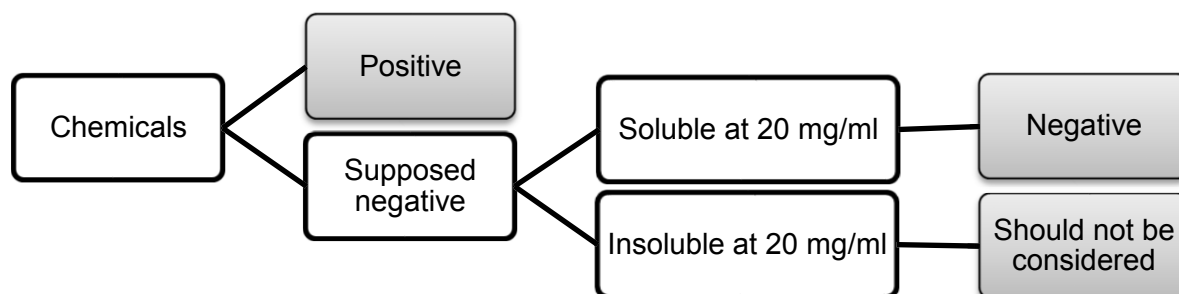 Chemicals
Positive
Supposed
negative
Soluble at 20 mg/ml
Insoluble at 20 mg/ml
Negative
Should not be
considered